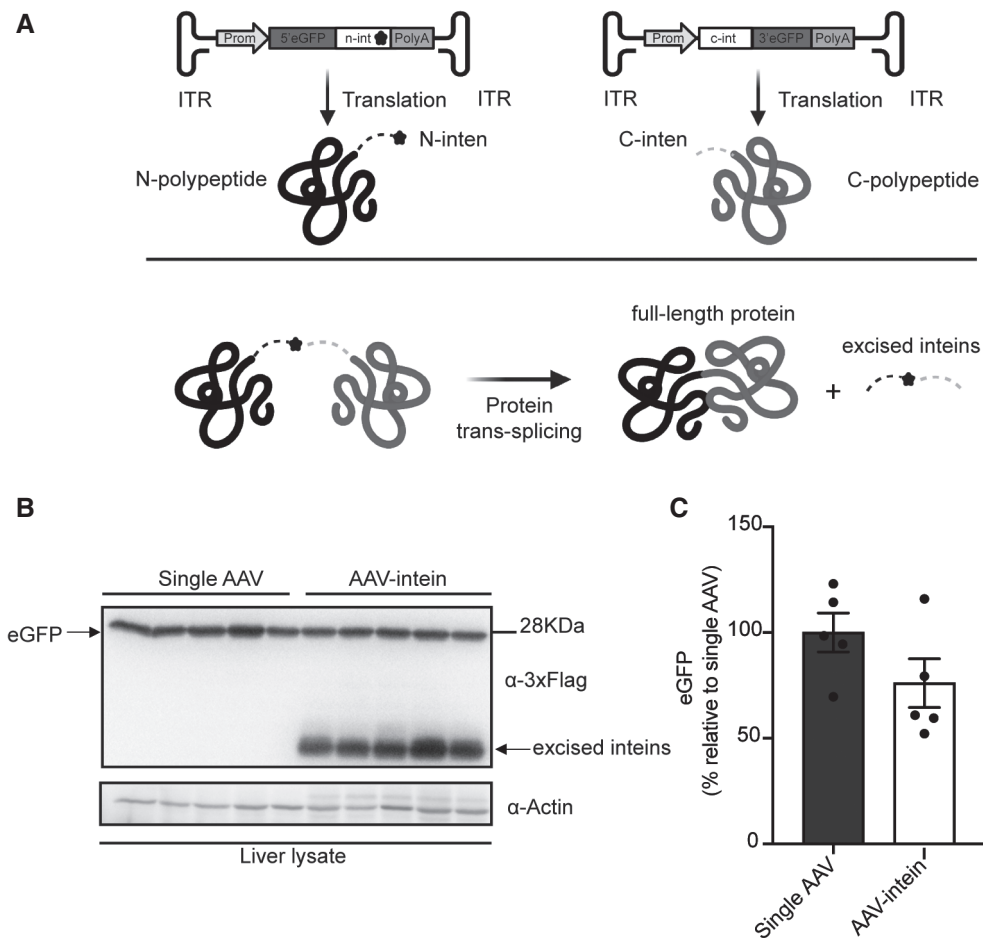 A
Prom 5'eGFP n-int PolyA
Prom c-int 3'eGFP PolyA
ITR Translation ITR
ITR Translation ITR
N-inten
C-inten
N-polypeptide
C-polypeptide
full-length protein
excised inteins
+
Protein
trans-splicing
B
Single AAV AAV-intein
eGFP
28KDa
α-3xFlag
excised inteins
α-Actin
Liver lysate
C
eGFP
(% relative to single AAV)
150
100
50
0
Single AAV
AAV-intein